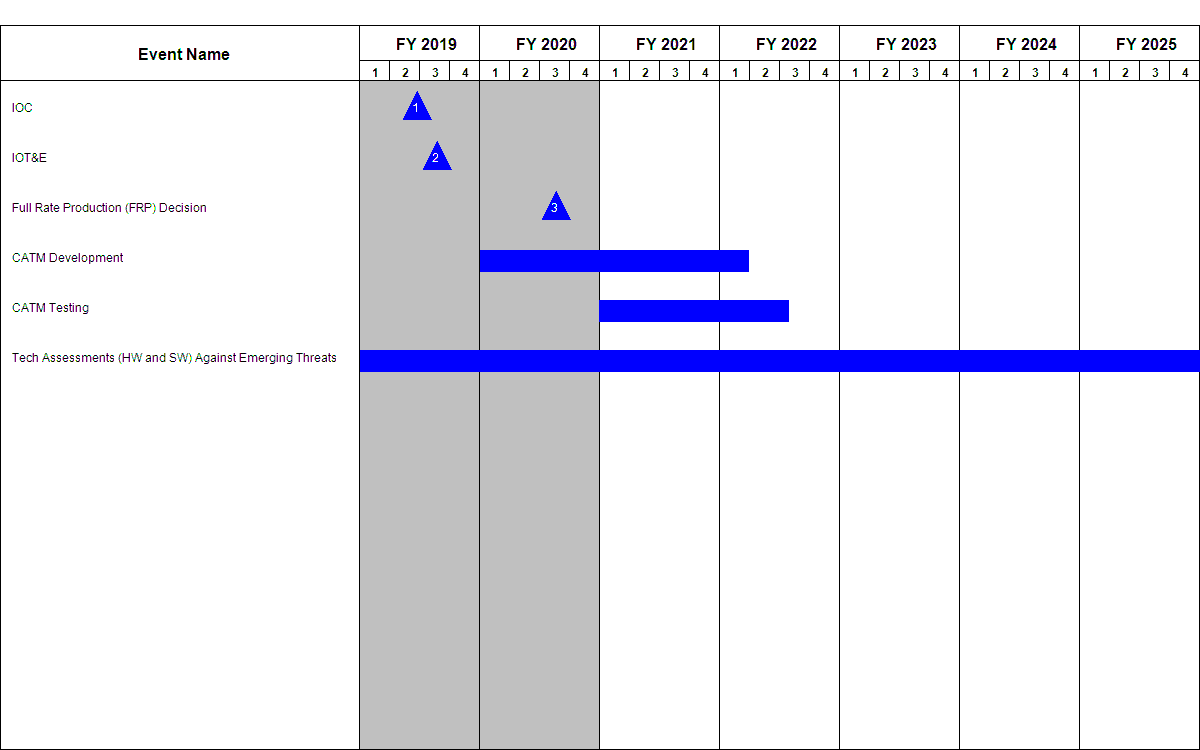 Event Name
FY 2019 FY 2020 FY 2021 FY 2022 FY 2023 FY 2024 FY 2025
1 2 3 4 1 2 3 4 1 2 3 4 1 2 3 4 1 2 3 4 1 2 3 4 1 2 3 4
IOC 1
IOT&E 2
Full Rate Production (FRP) Decision 3
CATM Development
CATM Testing
Tech Assessments (HW and SW) Against Emerging Threats